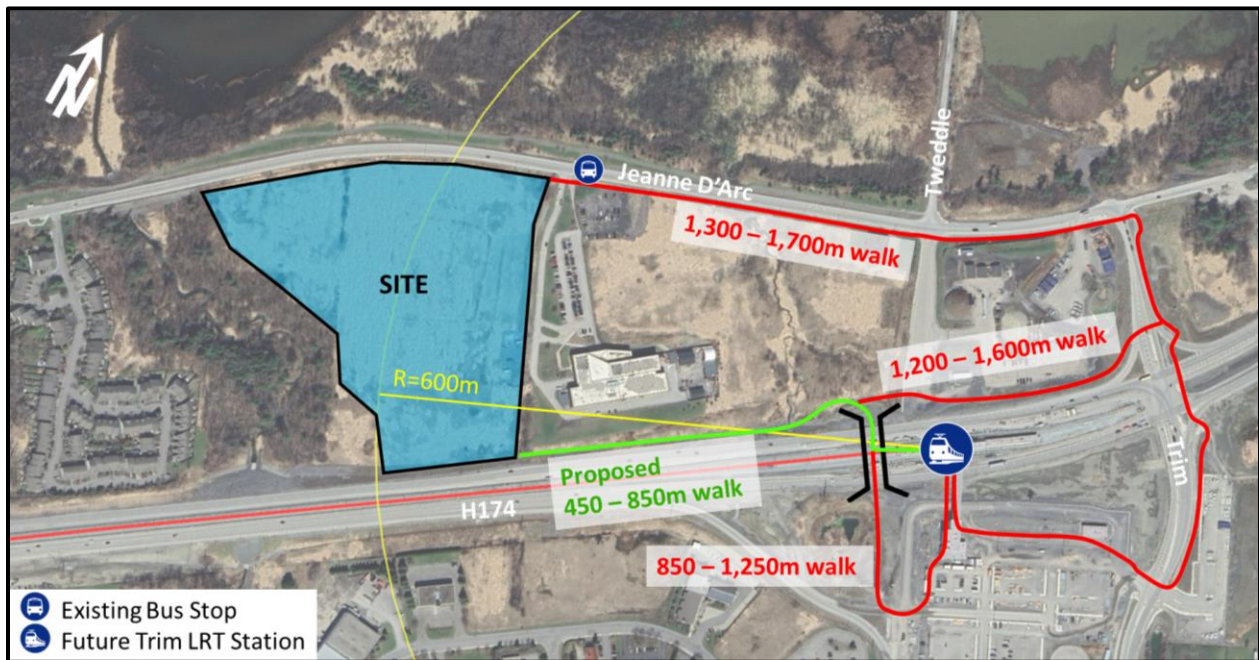 N
Tweddle
Jeanne D'Arc
1,300 – 1,700m walk
SITE
1,200 – 1,600m walk
R=600m
Trim
Proposed
450 – 850m walk
H174
850 – 1,250m walk
Existing Bus Stop
Future Trim LRT Station